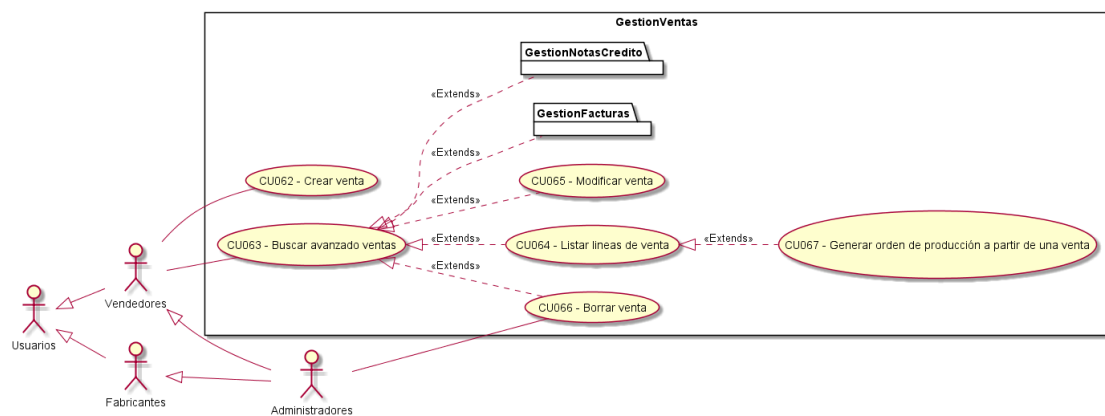 GestionVentas
GestionNotasCredito
«Extends»
GestionFacturas
«Extends»
CU062 - Crear venta
CU065 - Modificar venta
«Extends»
CU063 - Buscar avanzado ventas
«Extends»
CU064 - Listar lineas de venta
«Extends»
CU067 - Generar orden de producción a partir de una venta
«Extends»
CU066 - Borrar venta
Vendedores
Usuarios
Fabricantes
Administradores